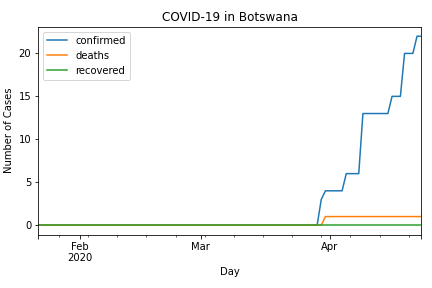 COVID-19 in Botswana
confirmed
deaths
recovered
Number of Cases
20
15
10
5
0
Feb
2020
Mar
Apr
Day